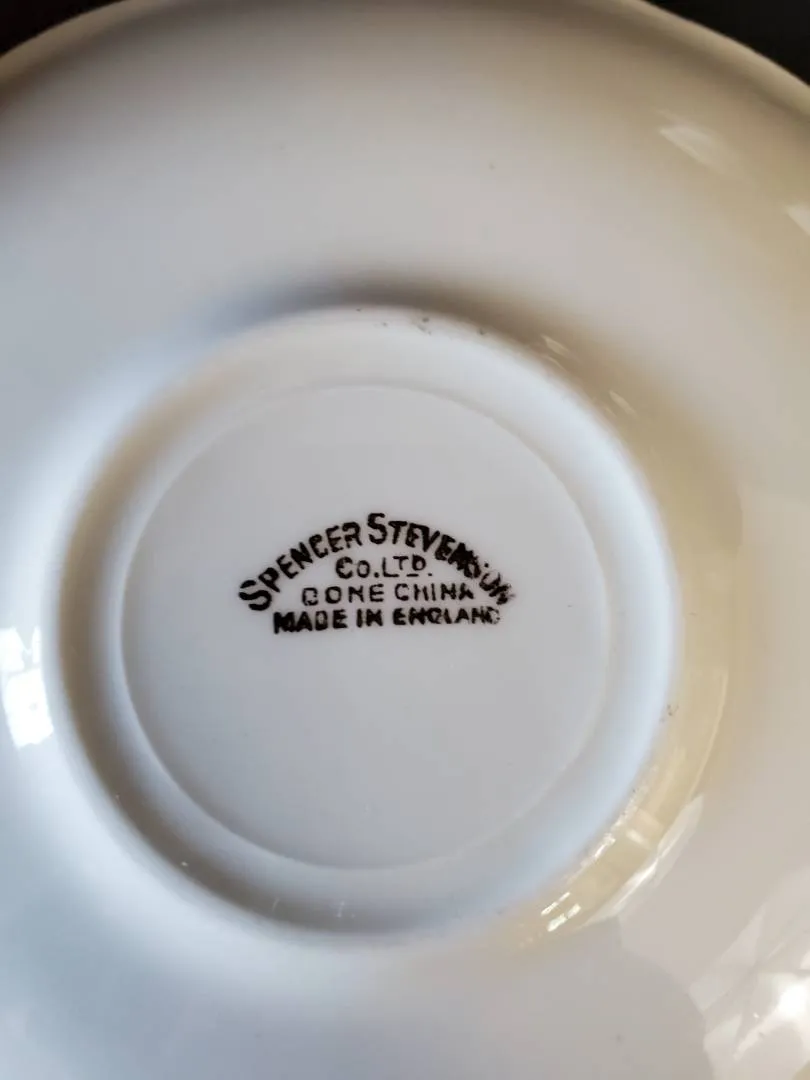 SPENCER STEVENSON
CO. LTD.
BONE CHINA
MADE IN ENGLAND